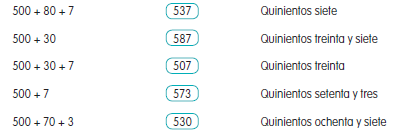 500 + 80 + 7 537 Quinientos siete
500 + 30 587 Quinientos treinta y siete
500 + 30 + 7 507 Quinientos treinta
500 + 7 573 Quinientos setenta y tres
500 + 70 + 3 530 Quinientos ochenta y siete